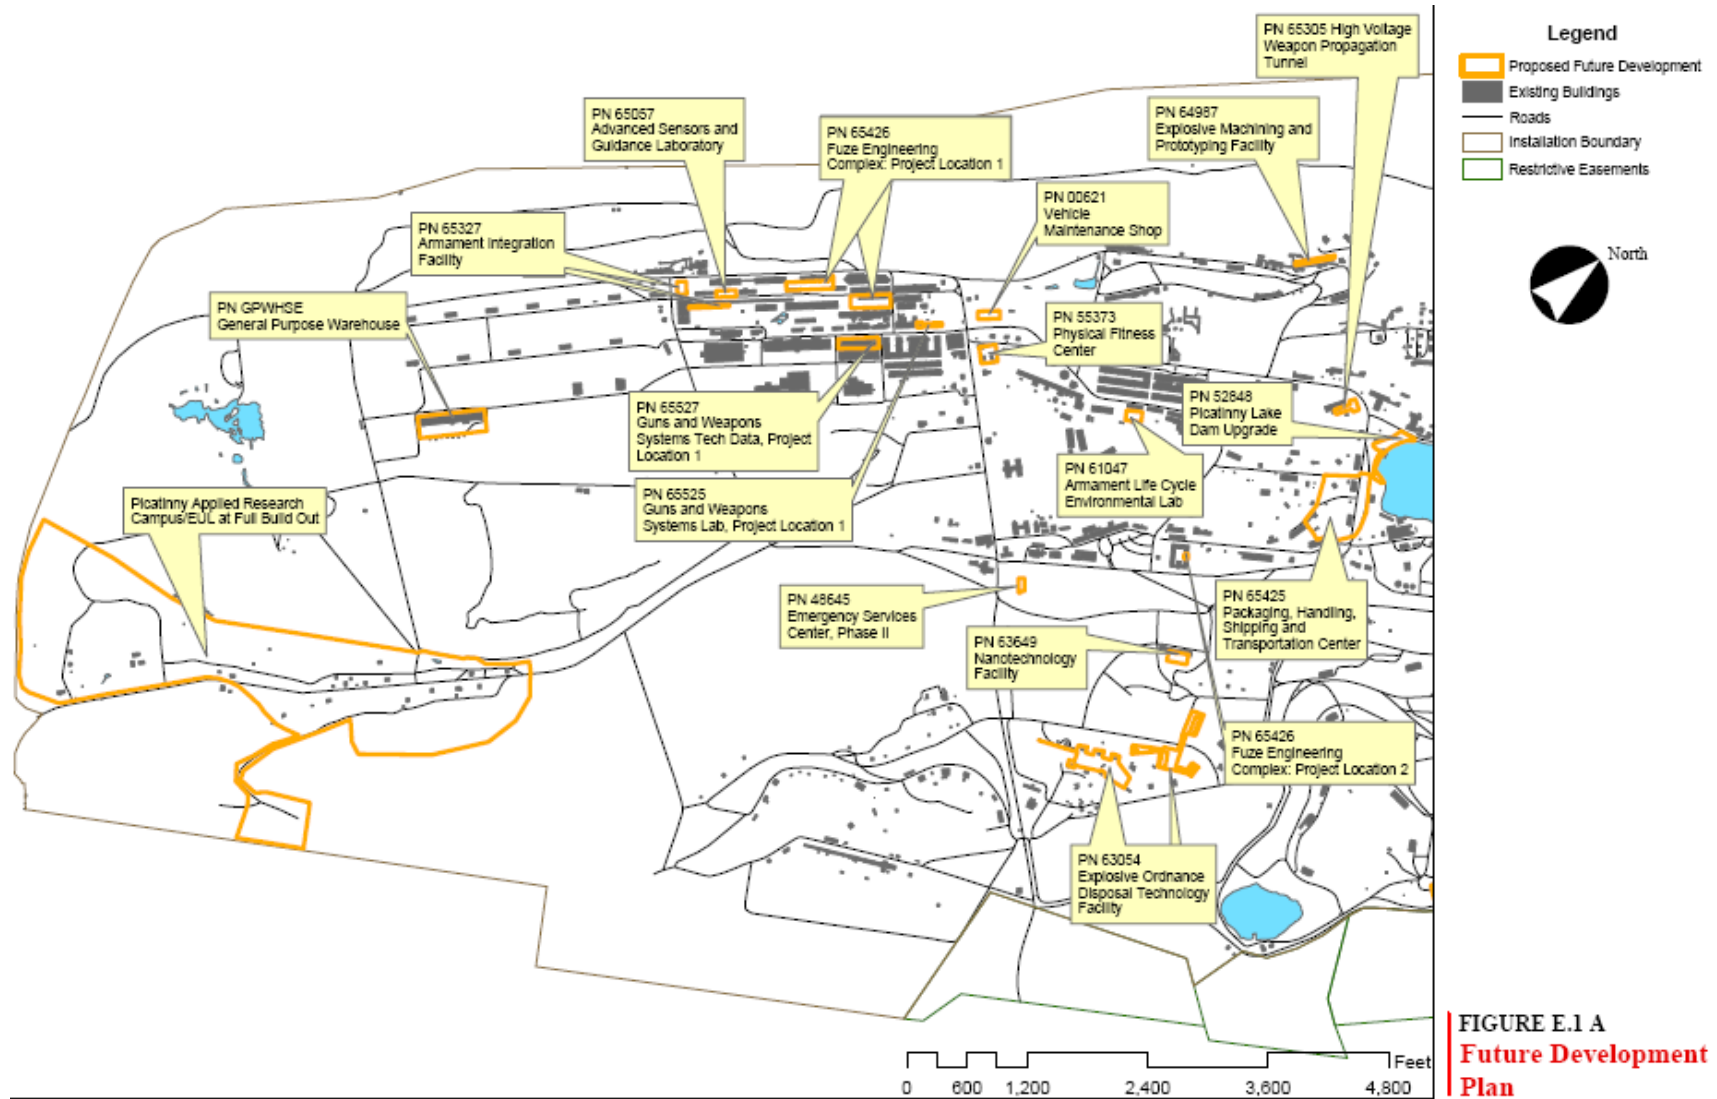 PN 65305 High Voltage
Weapon Propagation
Tunnel
Legend
Proposed Future Development
Existing Buildings
Roads
Installation Boundary
Restrictive Easements
North
PN 65057
Advanced Sensors and
Guidance Laboratory
PN 65426
Fuze Engineering
Complex: Project Location 1
PN 64987
Explosive Machining and
Prototyping Facility
PN 00621
Vehicle
Maintenance Shop
PN 65327
Armament Integration
Facility
PN GPWHSE
General Purpose Warehouse
PN 55373
Physical Fitness
Center
PN 52848
Picatinny Lake
Dam Upgrade
PN 65527
Guns and Weapons
Systems Tech Data, Project
Location 1
PN 61047
Armament Life Cycle
Environmental Lab
PN 65525
Guns and Weapons
Systems Lab, Project Location 1
Picatinny Applied Research
Campus/EUL at Full Build Out
PN 48645
Emergency Services
Center, Phase II
PN 65425
Packaging, Handling,
Shipping and
Transportation Center
PN 63649
Nanotechnology
Facility
PN 65426
Fuze Engineering
Complex: Project Location 2
PN 63054
Explosive Ordnance
Disposal Technology
Facility
Feet
0 600 1,200 2,400 3,600 4,800
FIGURE E.1 A
Future Development
Plan